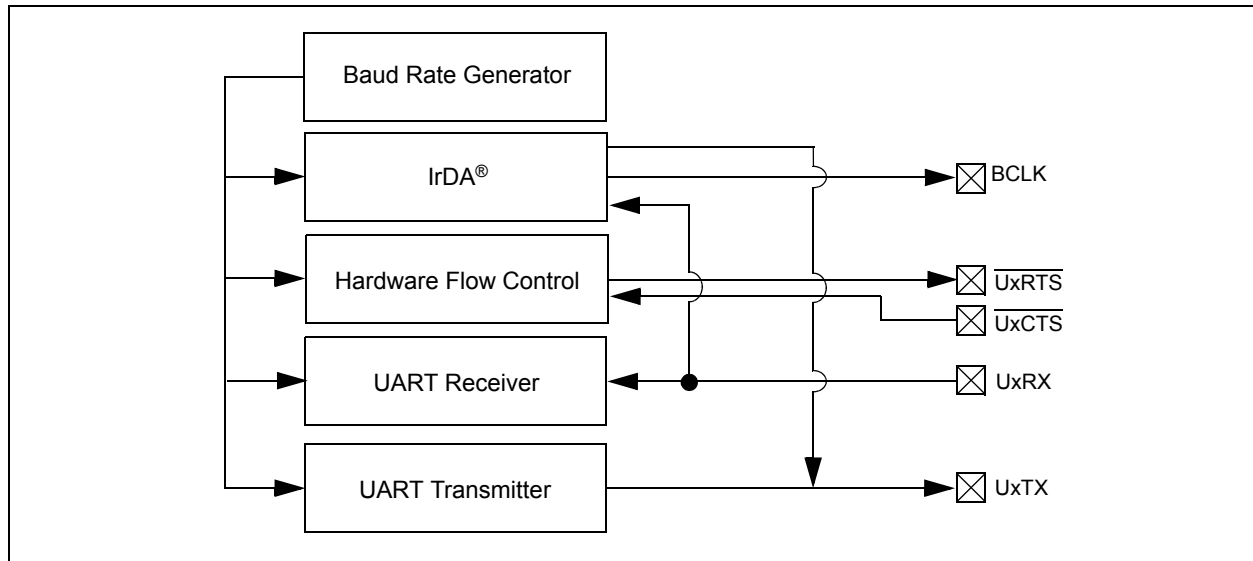 Baud Rate Generator
IrDA®
BCLK
Hardware Flow Control
UxRTS
UxCTS
UART Receiver
UxRX
UART Transmitter
UxTX